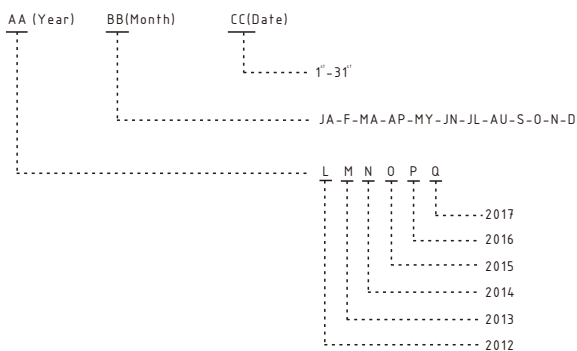 AA (Year) BB(Month) CC(Date)
1st-31st
JA-F-MA-AP-MY-JN-JL-AU-S-O-N-D
L M N O P Q
2017
2016
2015
2014
2013
2012